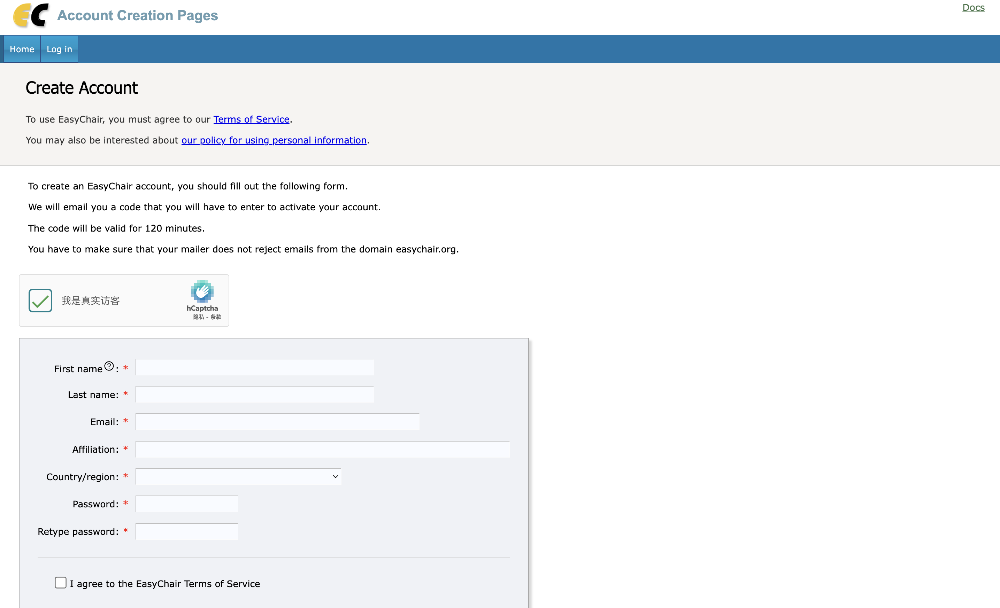 EC Account Creation Pages
Docs
Home Log in
Create Account
To use EasyChair, you must agree to our Terms of Service.
You may also be interested about our policy for using personal information.
To create an EasyChair account, you should fill out the following form.
We will email you a code that you will have to enter to activate your account.
The code will be valid for 120 minutes.
You have to make sure that your mailer does not reject emails from the domain easychair.org.
我是真实访客
hCaptcha
隐私 - 条款
First name?: *
Last name: *
Email: *
Affiliation: *
Country/region: *
Password: *
Retype password: *
I agree to the EasyChair Terms of Service